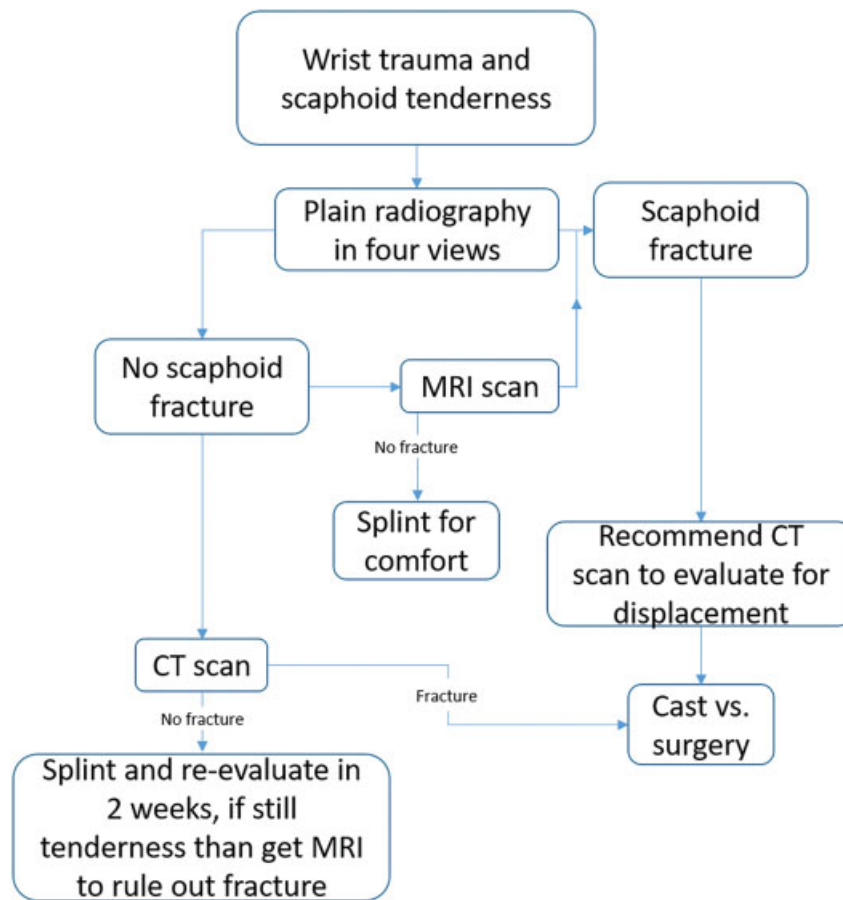 Wrist trauma and
scaphoid tenderness
Plain radiography
in four views
Scaphoid
fracture
No scaphoid
fracture
MRI scan
No fracture
Splint for
comfort
Recommend CT
scan to evaluate for
displacement
CT scan
Fracture
No fracture
Cast vs.
surgery
Splint and re-evaluate in
2 weeks, if still
tenderness than get MRI
to rule out fracture